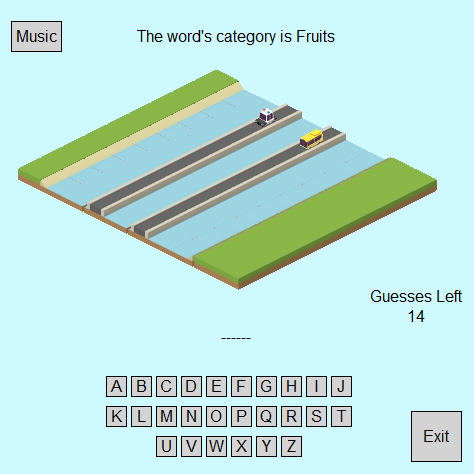 Music
The word's category is Fruits
Guesses Left
14
------
A B C D E F G H I J
K L M N O P Q R S T
U V W X Y Z
Exit